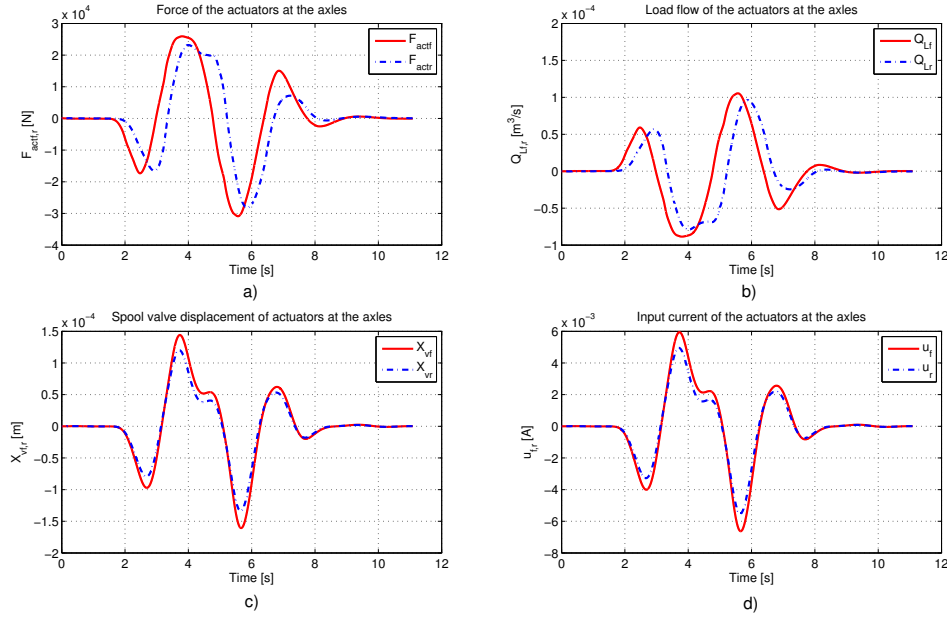 Force of the actuators at the axles
x 10^4
3
2
1
0
−1
−2
−3
−4
F_actf,r [N]
0 2 4 6 8 10 12
Time [s]
F_actf
F_actr
a)
Load flow of the actuators at the axles
x 10^-4
2
1.5
1
0.5
0
−0.5
−1
Q_Lf,r [m^3/s]
0 2 4 6 8 10 12
Time [s]
Q_Lf
Q_Lr
b)
Spool valve displacement of actuators at the axles
x 10^-4
1.5
1
0.5
0
−0.5
−1
−1.5
−2
X_vf,r [m]
0 2 4 6 8 10 12
Time [s]
X_vf
X_vr
c)
Input current of the actuators at the axles
x 10^-3
6
4
2
0
−2
−4
−6
−8
u_f,r [A]
0 2 4 6 8 10 12
Time [s]
u_f
u_r
d)